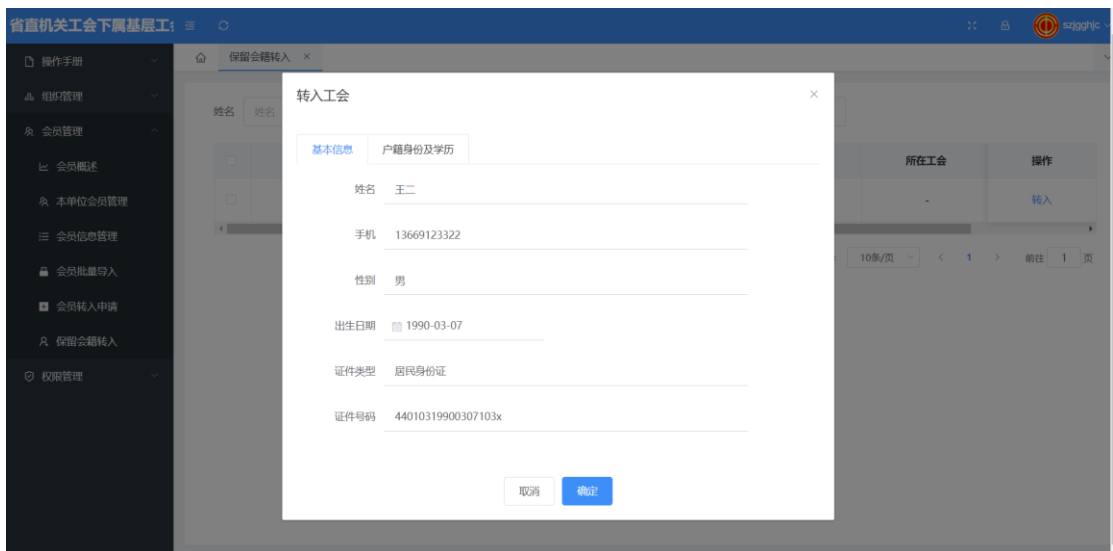 省直机关工会下属基层工会
szjgghjc
操作手册
保留会籍转入
组织管理
会员管理
会员概述
本单位会员管理
会员信息管理
会员批量导入
会员转入申请
保留会籍转入
权限管理
姓名 姓名
所在工会 操作
- 转入
10条/页 1 前往 1 页
转入工会
基本信息 户籍身份及学历
姓名 王二
手机 13669123322
性别 男
出生日期 1990-03-07
证件类型 居民身份证
证件号码 44010319900307103x
取消 确定